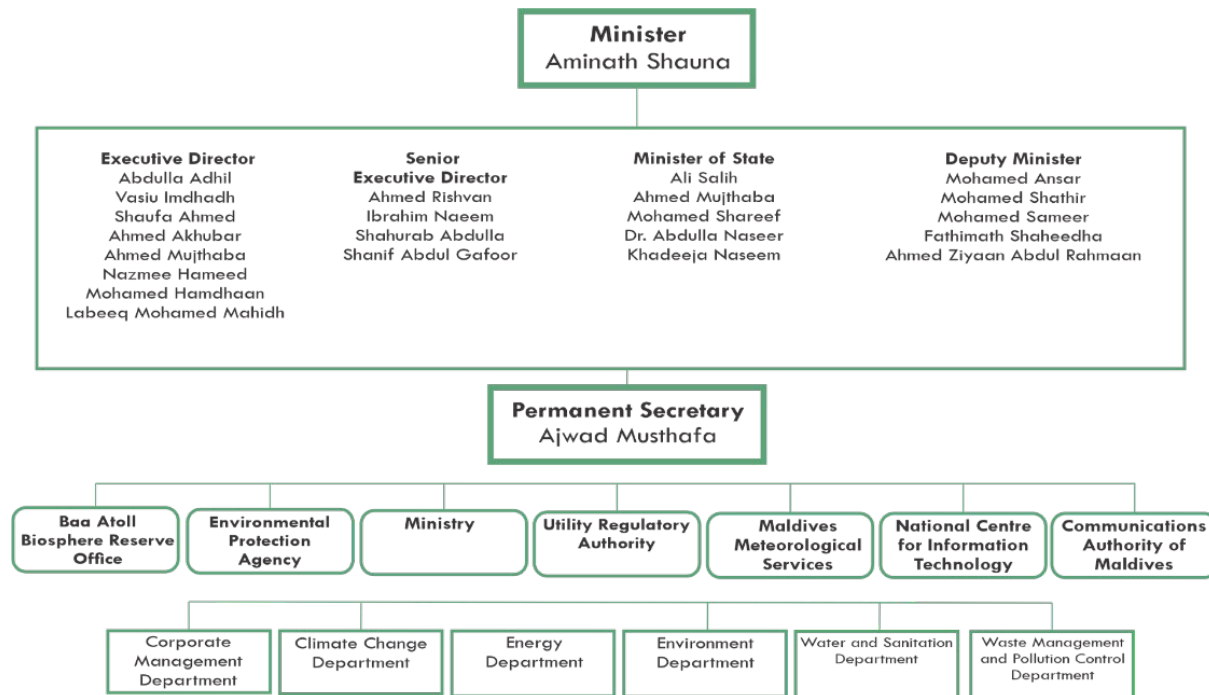 Minister
Aminath Shauna
Executive Director
Abdulla Adhil
Vasiu Imdhadh
Shaufa Ahmed
Ahmed Akhubar
Ahmed Mujthaba
Nazmee Hameed
Mohamed Hamdhaan
Labeeq Mohamed Mahidh
Senior
Executive Director
Ahmed Rishvan
Ibrahim Naeem
Shahurab Abdulla
Shanif Abdul Gafoor
Minister of State
Ali Salih
Ahmed Mujthaba
Mohamed Shareef
Dr. Abdulla Naseer
Khadeeja Naseem
Deputy Minister
Mohamed Ansar
Mohamed Shathir
Mohamed Sameer
Fathimath Shaheedha
Ahmed Ziyaan Abdul Rahmaan
Permanent Secretary
Ajwad Musthafa
Baa Atoll
Biosphere Reserve
Office
Environmental
Protection
Agency
Ministry
Utility Regulatory
Authority
Maldives
Meteorological
Services
National Centre
for Information
Technology
Communications
Authority of
Maldives
Corporate
Management
Department
Climate Change
Department
Energy
Department
Environment
Department
Water and Sanitation
Department
Waste Management
and Pollution Control
Department